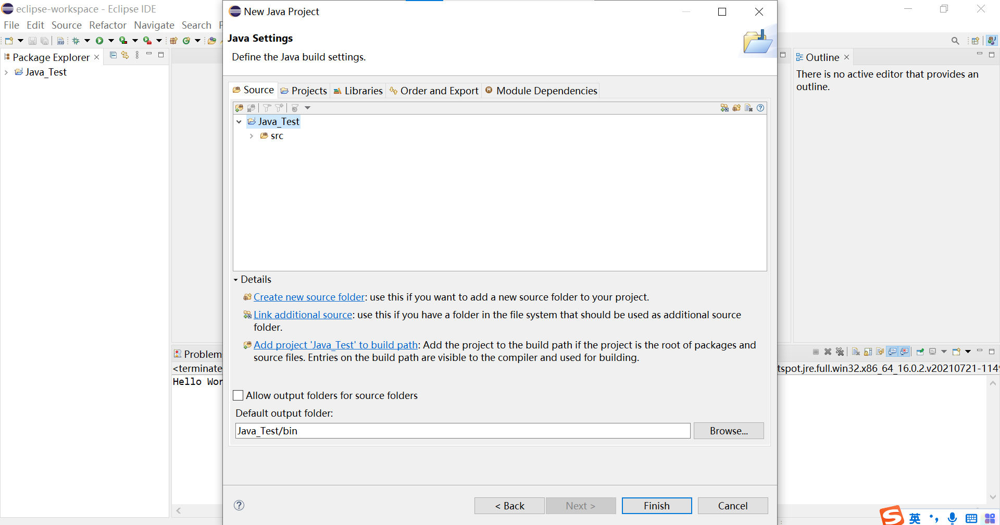 eclipse-workspace - Eclipse IDE
File Edit Source Refactor Navigate Search
Package Explorer
Java_Test
New Java Project
Java Settings
Define the Java build settings.
Source Projects Libraries Order and Export Module Dependencies
Java_Test
src
Details
Create new source folder: use this if you want to add a new source folder to your project.
Link additional source: use this if you have a folder in the file system that should be used as additional source
folder.
Add project 'Java_Test' to build path: Add the project to the build path if the project is the root of packages and
source files. Entries on the build path are visible to the compiler and used for building.
Allow output folders for source folders
Default output folder:
Java_Test/bin
Browse...
< Back Next > Finish Cancel
Outline
There is no active editor that provides an
outline.
Problem
<terminate
Hello Wor
tspot.jre.full.win32.x86_64_16.0.2.v20210721-114
英